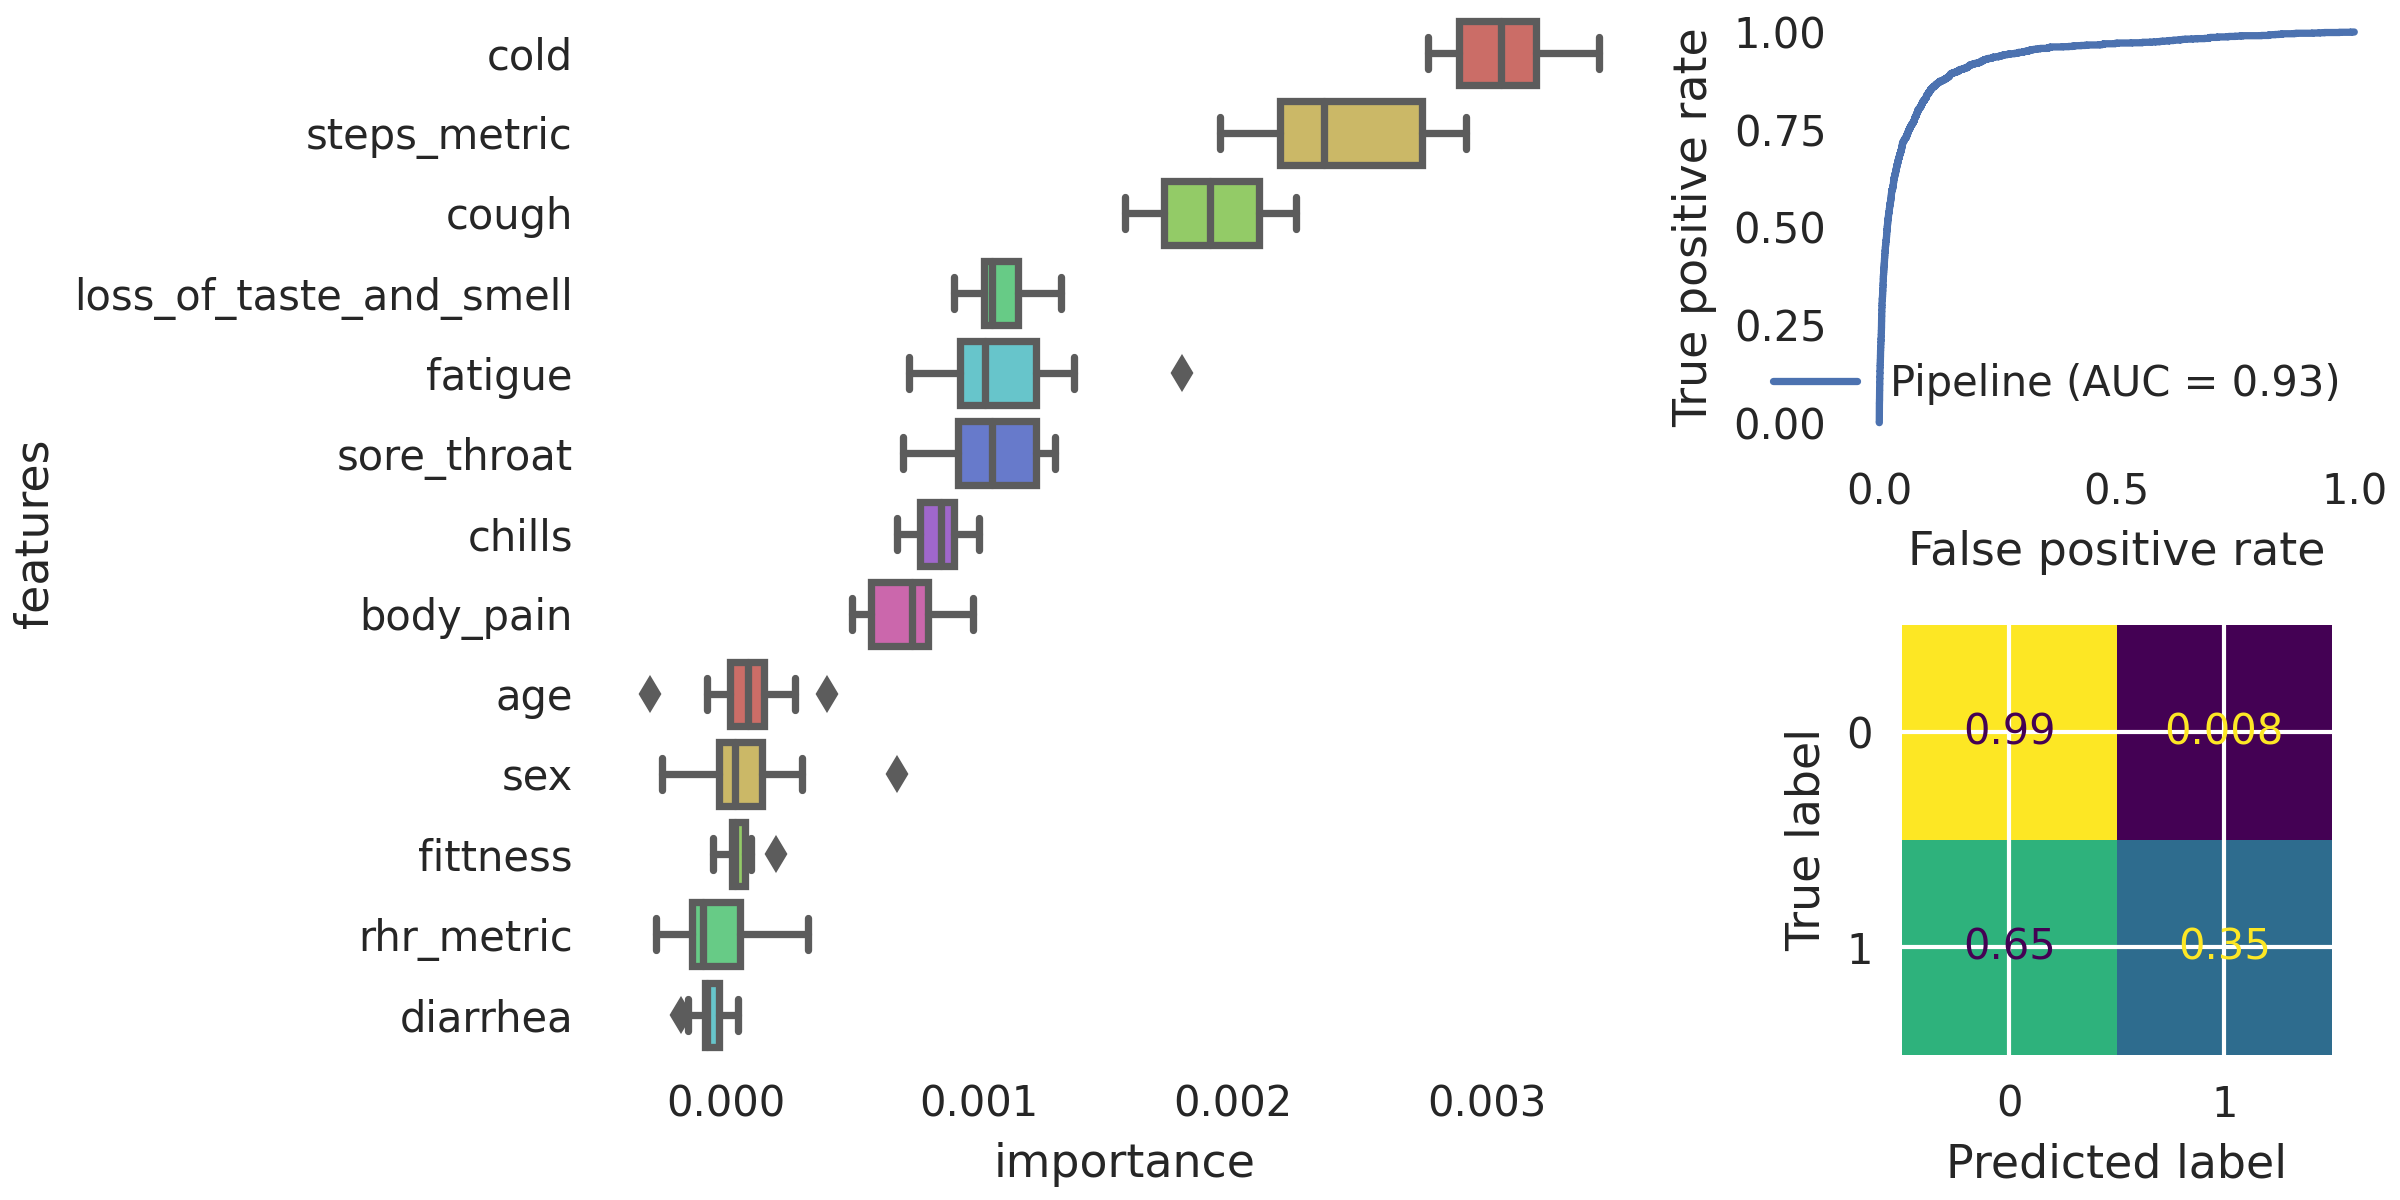 features
cold
steps_metric
cough
loss_of_taste_and_smell
fatigue
sore_throat
chills
body_pain
age
sex
fittness
rhr_metric
diarrhea
0.000 0.001 0.002 0.003
importance
True positive rate
1.00
0.75
0.50
0.25
0.00
Pipeline (AUC = 0.93)
0.0 0.5 1.0
False positive rate
True label
0
1
0.99 0.008
0.65 0.35
0 1
Predicted label